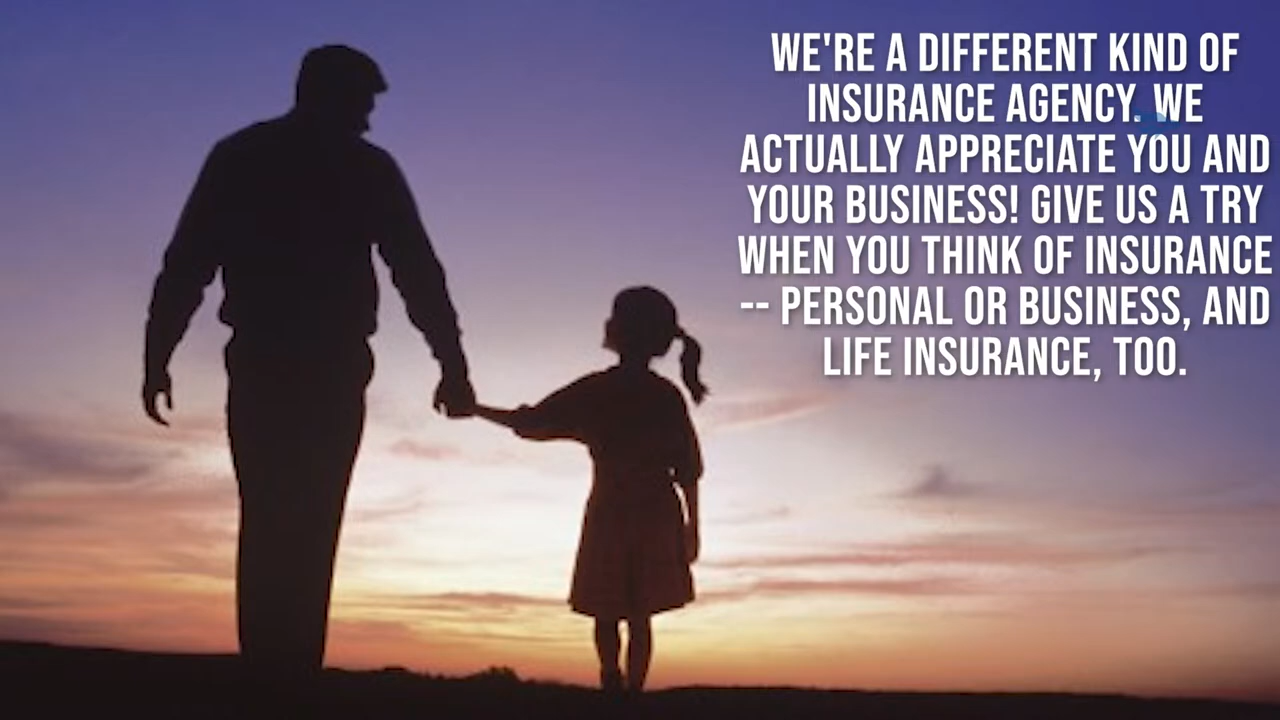 WE'RE A DIFFERENT KIND OF
INSURANCE AGENCY. WE
ACTUALLY APPRECIATE YOU AND
YOUR BUSINESS! GIVE US A TRY
WHEN YOU THINK OF INSURANCE
-- PERSONAL OR BUSINESS, AND
LIFE INSURANCE, TOO.